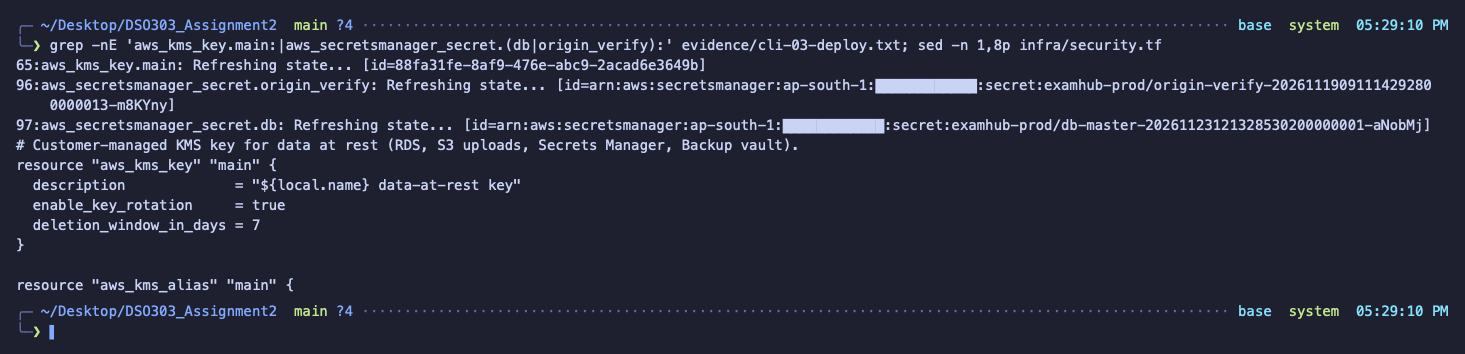 ~/Desktop/DSO303_Assignment2 main ?4 base system 05:29:10 PM
❯ grep -nE 'aws_kms_key.main:|aws_secretsmanager_secret.(db|origin_verify):' evidence/cli-03-deploy.txt; sed -n 1,8p infra/security.tf
65:aws_kms_key.main: Refreshing state... [id=88fa31fe-8af9-476e-abc9-2acad6e3649b]
96:aws_secretsmanager_secret.origin_verify: Refreshing state... [id=arn:aws:secretsmanager:ap-south-1:████████████:secret:examhub-prod/origin-verify-2026111909111429280
0000013-m8KYny]
97:aws_secretsmanager_secret.db: Refreshing state... [id=arn:aws:secretsmanager:ap-south-1:████████████:secret:examhub-prod/db-master-20261123121328530200000001-aNobMj]
# Customer-managed KMS key for data at rest (RDS, S3 uploads, Secrets Manager, Backup vault).
resource "aws_kms_key" "main" {
  description             = "${local.name} data-at-rest key"
  enable_key_rotation     = true
  deletion_window_in_days = 7
}
resource "aws_kms_alias" "main" {
~/Desktop/DSO303_Assignment2 main ?4 base system 05:29:10 PM
❯